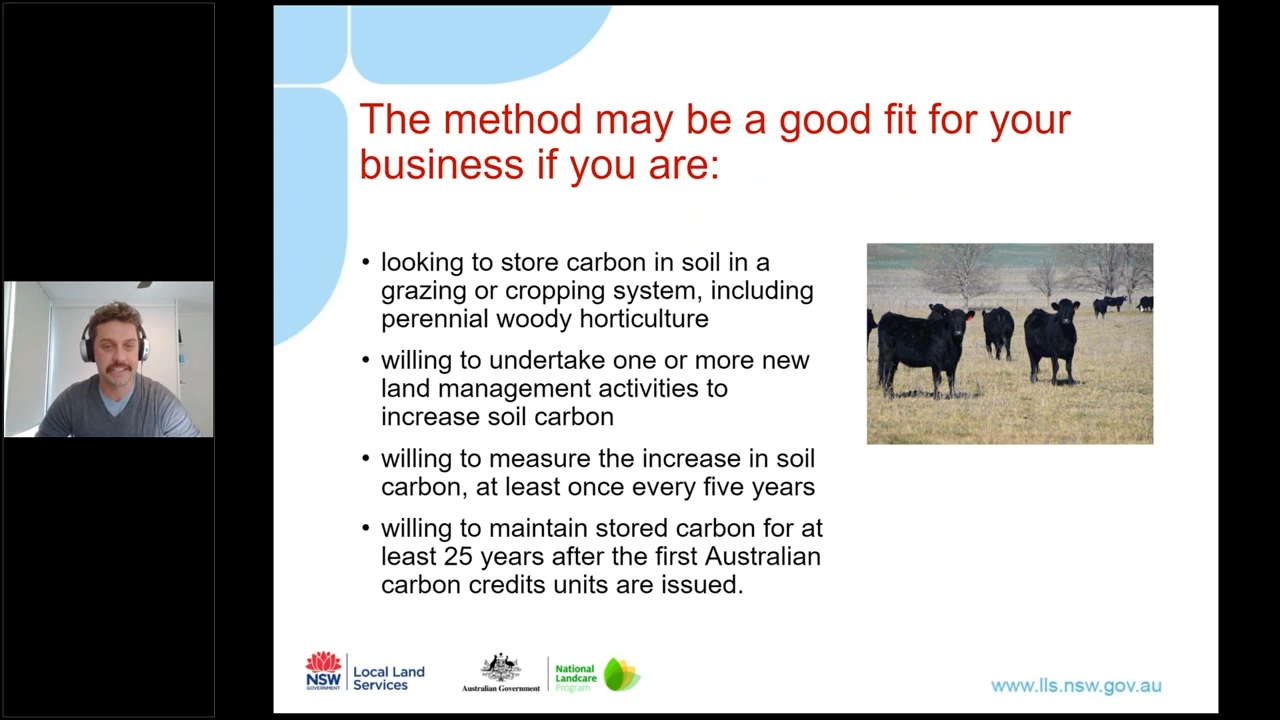 The method may be a good fit for your
business if you are:
• looking to store carbon in soil in a
grazing or cropping system, including
perennial woody horticulture
• willing to undertake one or more new
land management activities to
increase soil carbon
• willing to measure the increase in soil
carbon, at least once every five years
• willing to maintain stored carbon for at
least 25 years after the first Australian
carbon credits units are issued.
NSW
GOVERNMENT
Local Land
Services
Australian Government
National
Landcare
Program
www.lls.nsw.gov.au